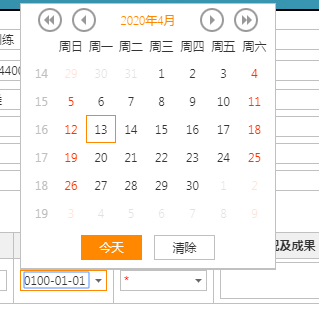 2020年4月
训练
周日 周一 周二 周三 周四 周五 周六
4400
14 29 30 31 1 2 3 4
15 5 6 7 8 9 10 11
16 12 13 14 15 16 17 18
17 19 20 21 22 23 24 25
18 26 27 28 29 30 1 2
19 3 4 5 6 7 8 9
今天 清除
及成果
0100-01-01 *